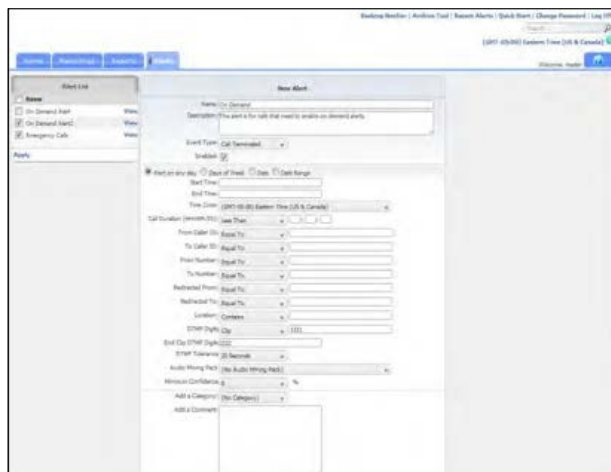 Desktop Monitor | Archive Tool | Recent Alerts | Quick Start | Change Password | Log Off
Search
(GMT -05:00) Eastern Time (US & Canada)
Home Recordings Reports Alerts
Welcome,
Alert List
Name
On Demand Alert View
On Demand Alert2 View
Emergency Calls View
Apply
New Alert
Name: On Demand
Description: This alert is for calls that need to enable on demand alerts.
Event Type: Call Terminated
Enabled:
Alert on any day Days of Week Date Date Range
Start Time:
End Time:
Time Zone: (GMT-05:00) Eastern Time (US & Canada)
Call Duration (HH:MM:SS): Less Than
From Caller ID: Equal To
To Caller ID: Equal To
From Number: Equal To
To Number: Equal To
Redirected From: Equal To
Redirected To: Equal To
Location: Contains
DTMF Digits: Clip 1111
End Clip DTMF Digits: 2222
DTMF Tolerance: 20 Seconds
Audio Mining Pack: (No Audio Mining Pack)
Minimum Confidence: 0 %
Add a Category: (No Category)
Add a Comment: